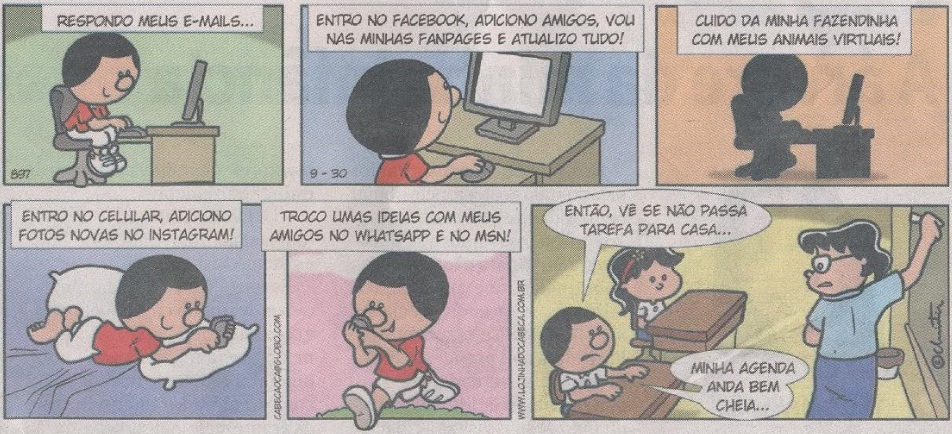 RESPONDO MEUS E-MAILS...
ENTRO NO FACEBOOK, ADICIONO AMIGOS, VOU
NAS MINHAS FANPAGES E ATUALIZO TUDO!
CUIDO DA MINHA FAZENDINHA
COM MEUS ANIMAIS VIRTUAIS!
897
9-30
ENTRO NO CELULAR, ADICIONO
FOTOS NOVAS NO INSTAGRAM!
CABECAOCA@GLOBO.COM
TROCO UMAS IDEIAS COM MEUS
AMIGOS NO WHATSAPP E NO MSN!
WWW.LOJINHADOCABECA.COM.BR
ENTÃO, VÊ SE NÃO PASSA
TAREFA PARA CASA...
MINHA AGENDA
ANDA BEM
CHEIA...